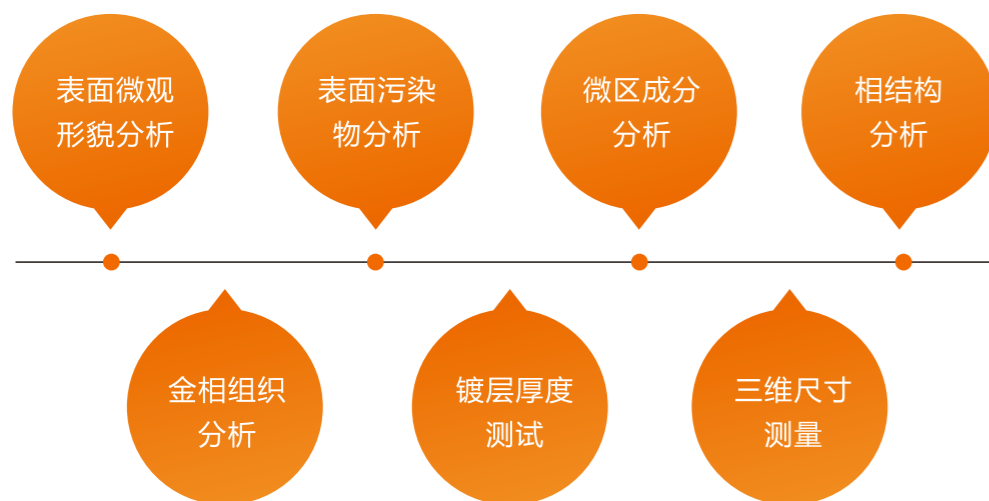 表面微观
形貌分析
表面污染
物分析
微区成分
分析
相结构
分析
金相组织
分析
镀层厚度
测试
三维尺寸
测量